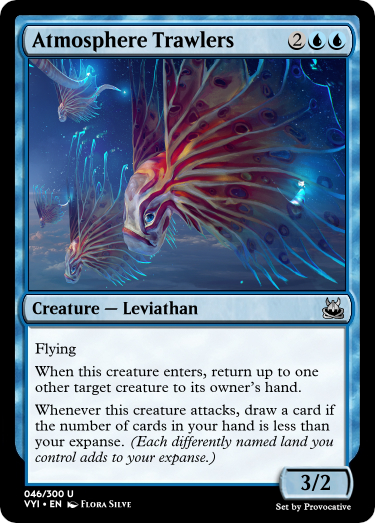 Atmosphere Trawlers 2
Creature — Leviathan
Flying
When this creature enters, return up to one
other target creature to its owner's hand.
Whenever this creature attacks, draw a card if
the number of cards in your hand is less than
your expanse. (Each differently named land you
control adds to your expanse.)
3/2
046/300 U
VYI • EN Flora Silve
Set by Provocative